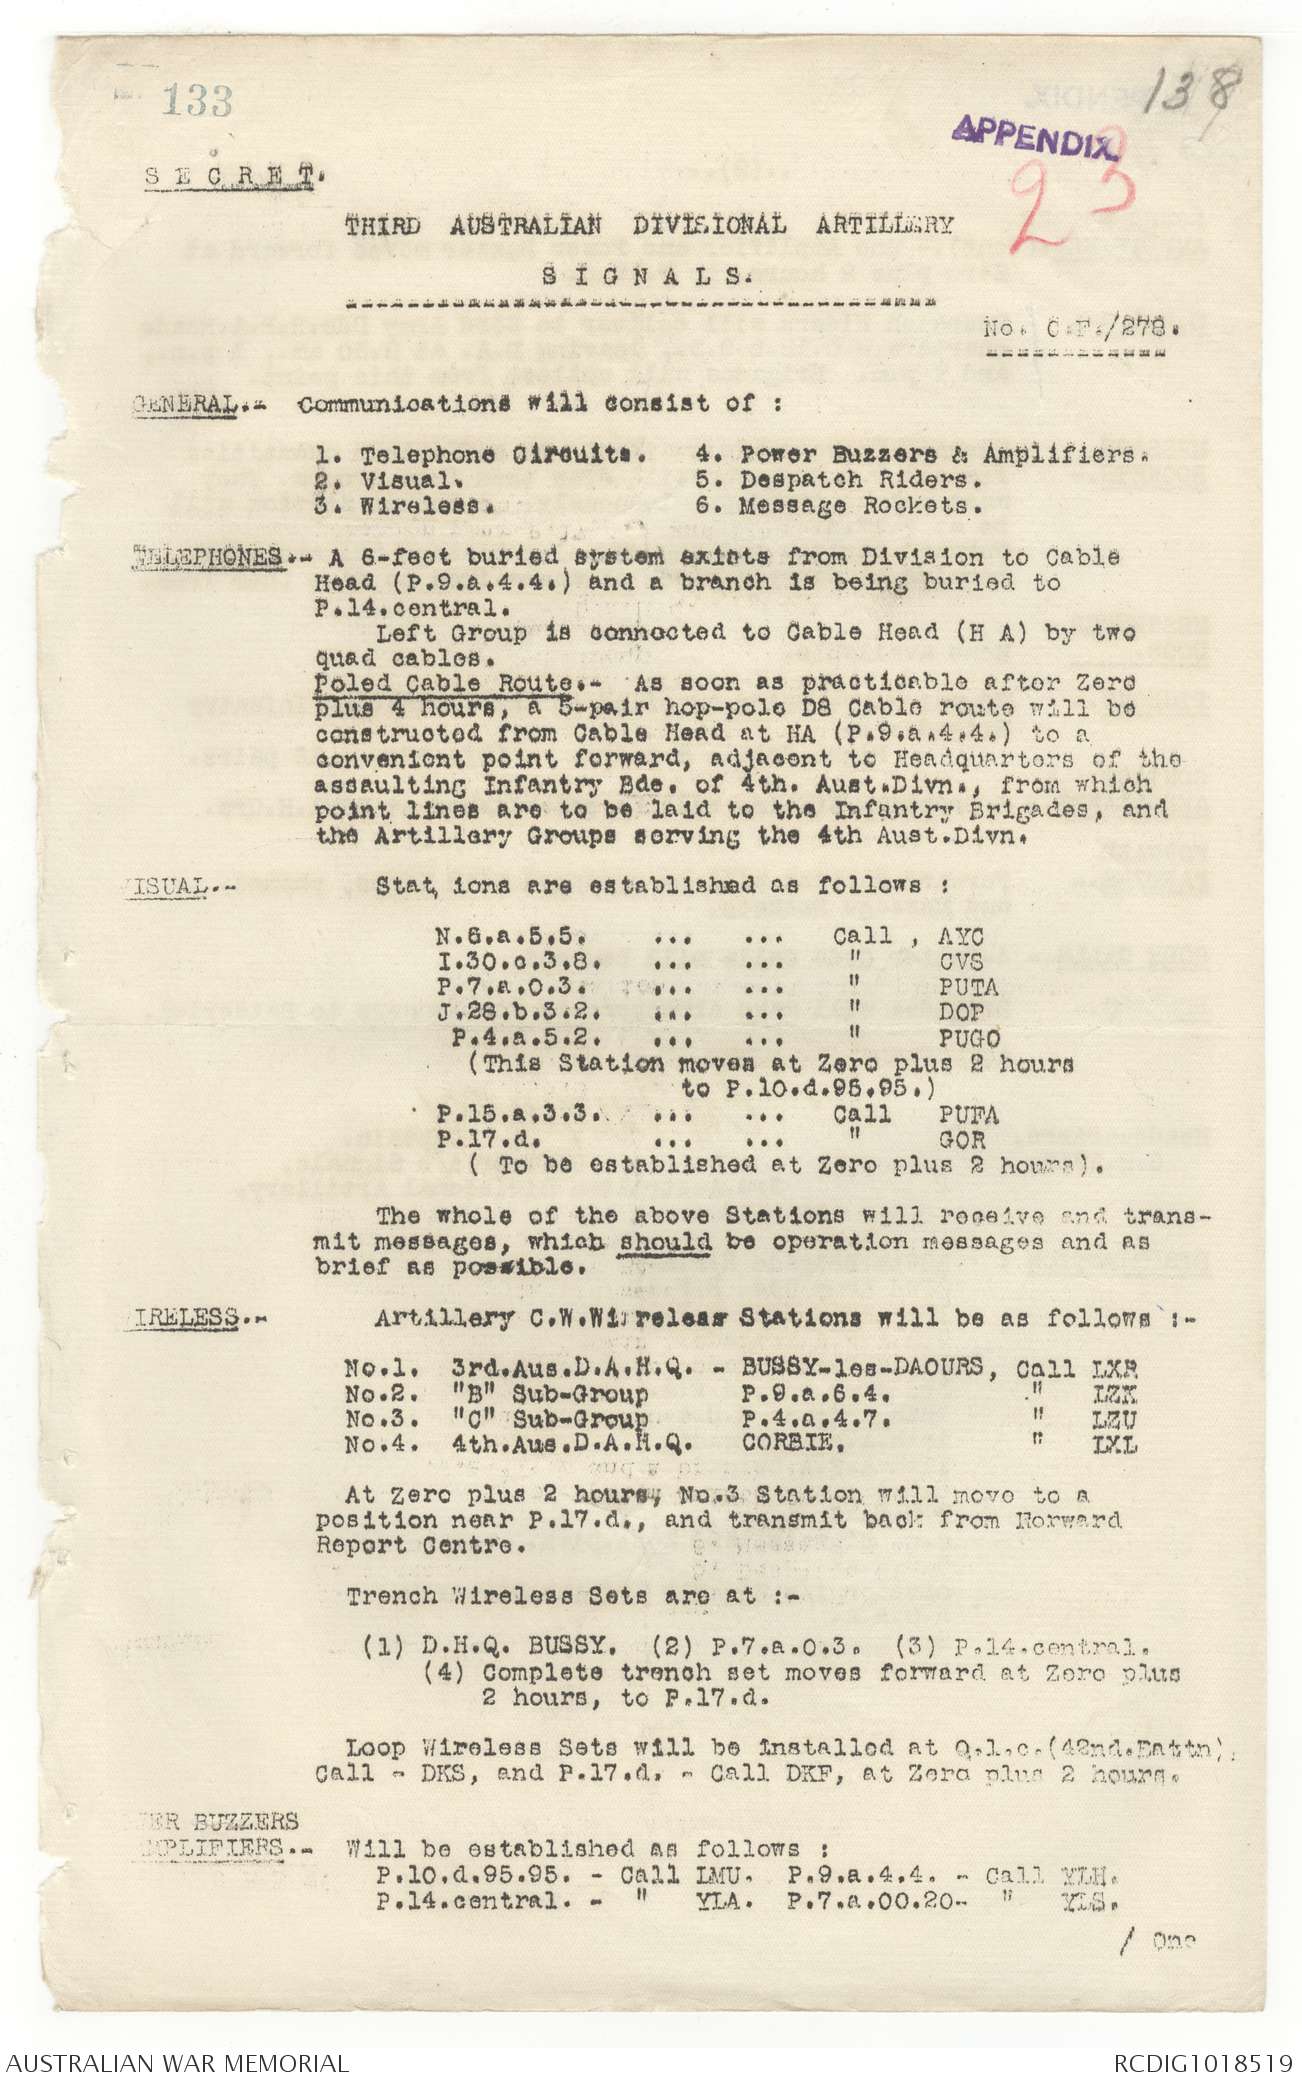 133
138
APPENDIX
23
S E C R E T.
THIRD AUSTRALIAN DIVISIONAL ARTILLERY
S I G N A L S.
No. C.F./278.
GENERAL.- Communications will consist of :
1. Telephone Circuits. 4. Power Buzzers & Amplifiers.
2. Visual. 5. Despatch Riders.
3. Wireless. 6. Message Rockets.
TELEPHONES.- A 6-feet buried system exists from Division to Cable
Head (P.9.a.4.4.) and a branch is being buried to
P.14.central.
Left Group is connected to Cable Head (H A) by two
quad cables.
Poled Cable Route.- As soon as practicable after Zero
plus 4 hours, a 5-pair hop-pole D8 Cable route will be
constructed from Cable Head at HA (P.9.a.4.4.) to a
convenient point forward, adjacent to Headquarters of the
assaulting Infantry Bde. of 4th. Aust.Divn., from which
point lines are to be laid to the Infantry Brigades, and
the Artillery Groups serving the 4th Aust.Divn.
VISUAL.- Stat ions are established as follows :
N.6.a.5.5. ... ... Call , AYC
I.30.c.3.8. ... ... " CVS
P.7.a.0.3. ... ... " PUTA
J.28.b.3.2. ... ... " DOP
P.4.a.5.2. ... ... " PUGO
(This Station moves at Zero plus 2 hours
to P.10.d.95.95.)
P.15.a.3.3. ... ... Call PUFA
P.17.d. ... ... " GOR
( To be established at Zero plus 2 hours).
The whole of the above Stations will receive and trans-
mit messages, which should be operation messages and as
brief as possible.
IRELESS.- Artillery C.W.Wireless Stations will be as follows :-
No.1. 3rd.Aus.D.A.H.Q. - BUSSY-les-DAOURS, Call LXR
No.2. "B" Sub-Group P.9.a.6.4. " LZK
No.3. "C" Sub-Group P.4.a.4.7. " LZU
No.4. 4th.Aus.D.A.H.Q. CORBIE. " LXL
At Zero plus 2 hours, No.3 Station will move to a
position near P.17.d., and transmit back from Forward
Report Centre.
Trench Wireless Sets are at :-
(1) D.H.Q. BUSSY. (2) P.7.a.0.3. (3) P.14.central.
(4) Complete trench set moves forward at Zero plus
2 hours, to P.17.d.
Loop Wireless Sets will be installed at Q.1.c.(42nd.Battn),
Call - DKS, and P.17.d. - Call DKF, at Zero plus 2 hours.
WER BUZZERS
MPLIFIERS.- Will be established as follows :
P.10.d.95.95. - Call LMU. P.9.a.4.4. - Call YLH.
P.14.central. - " YLA. P.7.a.00.20- " YLS.
/ One
AUSTRALIAN WAR MEMORIAL RCDIG1018519